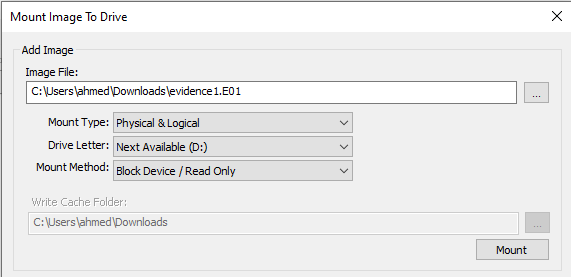 Mount Image To Drive
Add Image
Image File:
C:\Users\ahmed\Downloads\evidence1.E01
...
Mount Type: Physical & Logical
Drive Letter: Next Available (D:)
Mount Method: Block Device / Read Only
Write Cache Folder:
C:\Users\ahmed\Downloads
...
Mount